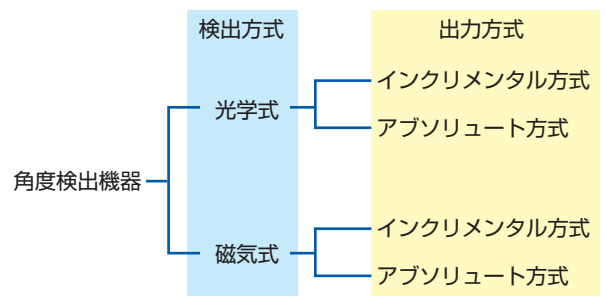 検出方式
出力方式
角度検出機器
光学式
インクリメンタル方式
アブソリュート方式
磁気式
インクリメンタル方式
アブソリュート方式